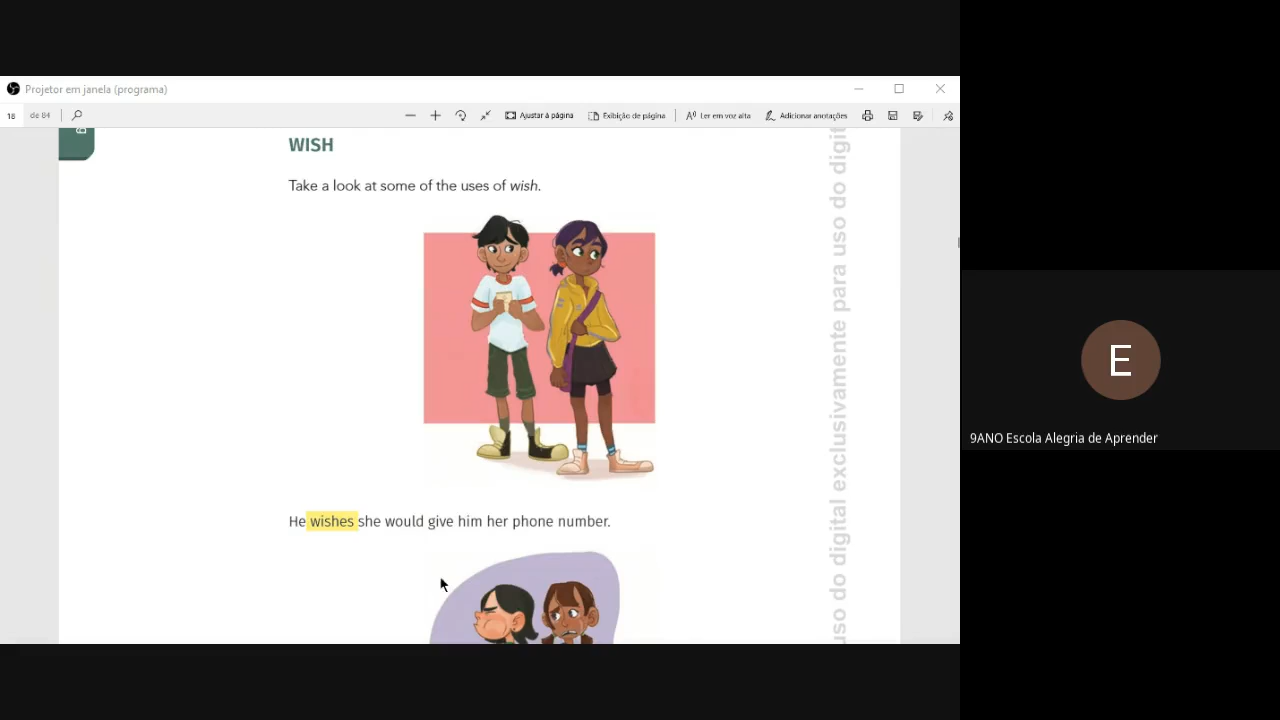 Projetor em janela (programa)
18 de 84 Ajustar à página Exibição de página Ler em voz alta Adicionar anotações
WISH
Take a look at some of the uses of wish.
He wishes she would give him her phone number.
uso do digital exclusivamente para uso do digit
E
9ANO Escola Alegria de Aprender